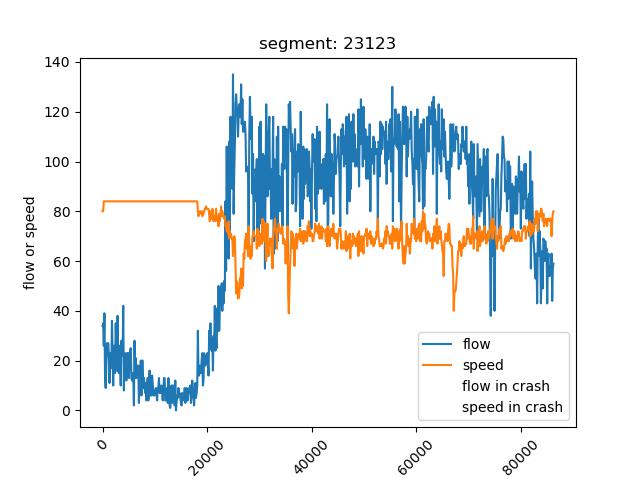 segment: 23123
140
120
100
80
60
40
20
0
flow or speed
0
20000
40000
60000
80000
flow
speed
flow in crash
speed in crash